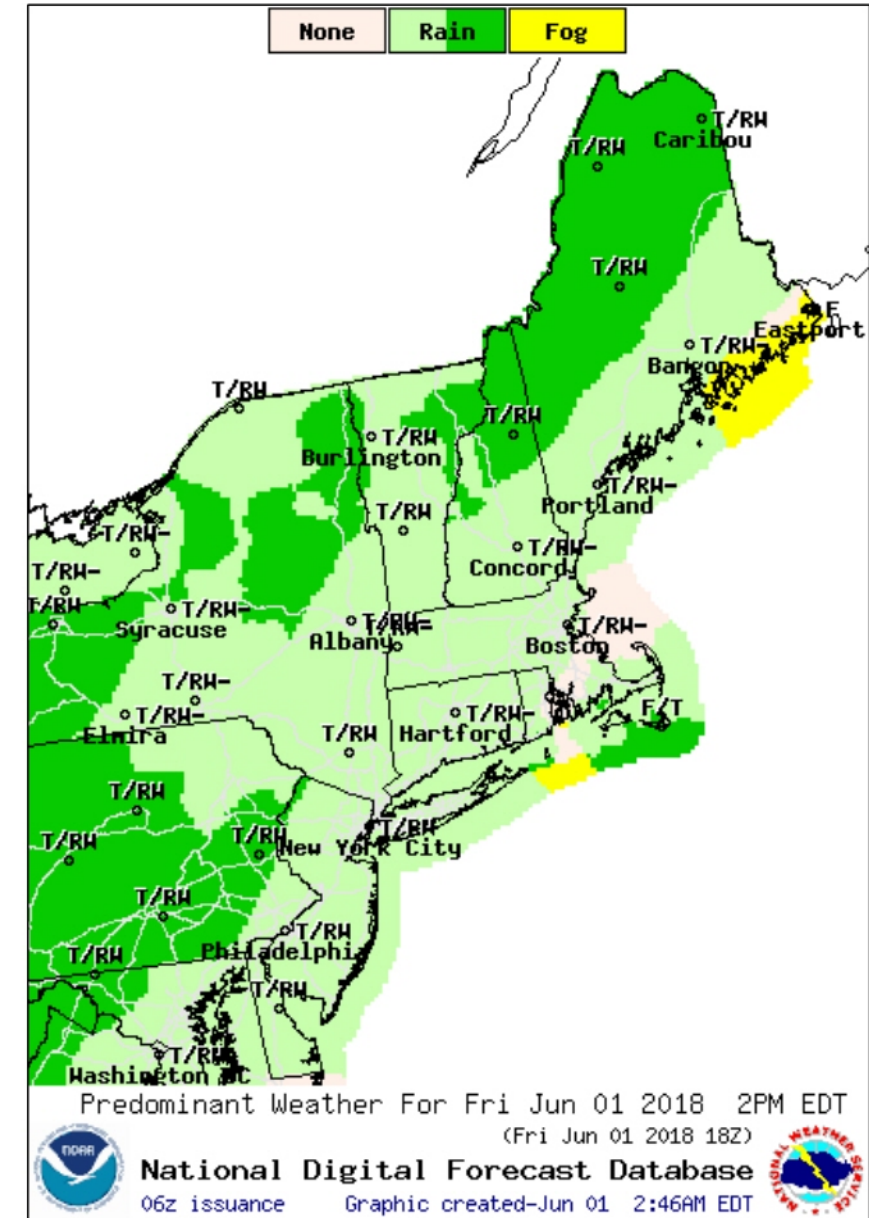 None Rain Fog
T/RW
Caribou
T/RW
T/RW
F
Eastport
T/RW-
Bangor
T/RW
T/RW
T/RW
Burlington
T/RW-
Portland
T/RW
T/RW-
T/RW-
Concord
T/RW-
T/RW
T/RW-
Syracuse
T/RW-
Albany
T/RW-
Boston
T/RW-
T/RW-
Elmira
T/RW-
Hartford
F/T
T/RW
T/RW
T/RW
T/RW
T/RW
New York City
T/RW
T/RW
Philadelphia
T/RW
T/RW
T/RW
Washington DC
Predominant Weather For Fri Jun 01 2018 2PM EDT
(Fri Jun 01 2018 18Z)
NOAA
National Digital Forecast Database
06z issuance Graphic created-Jun 01 2:46AM EDT
NATIONAL WEATHER SERVICE